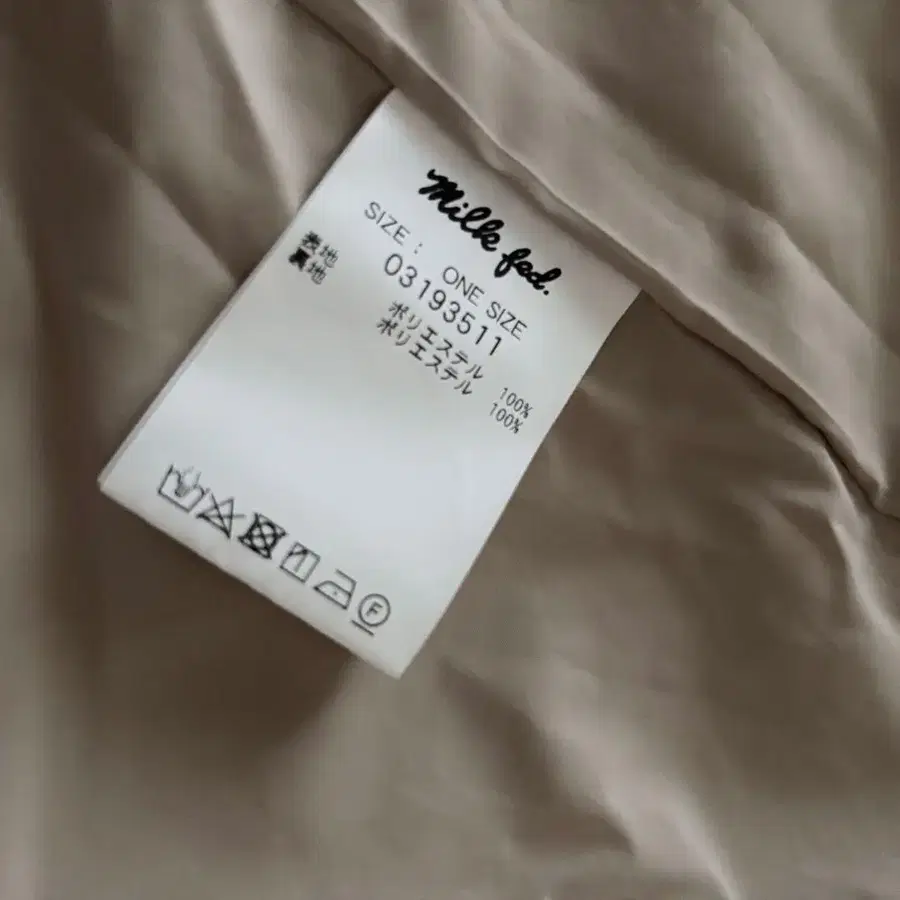 Milk fed.
SIZE : ONE SIZE
03193511
表地 ポリエステル 100%
裏地 ポリエステル 100%
F